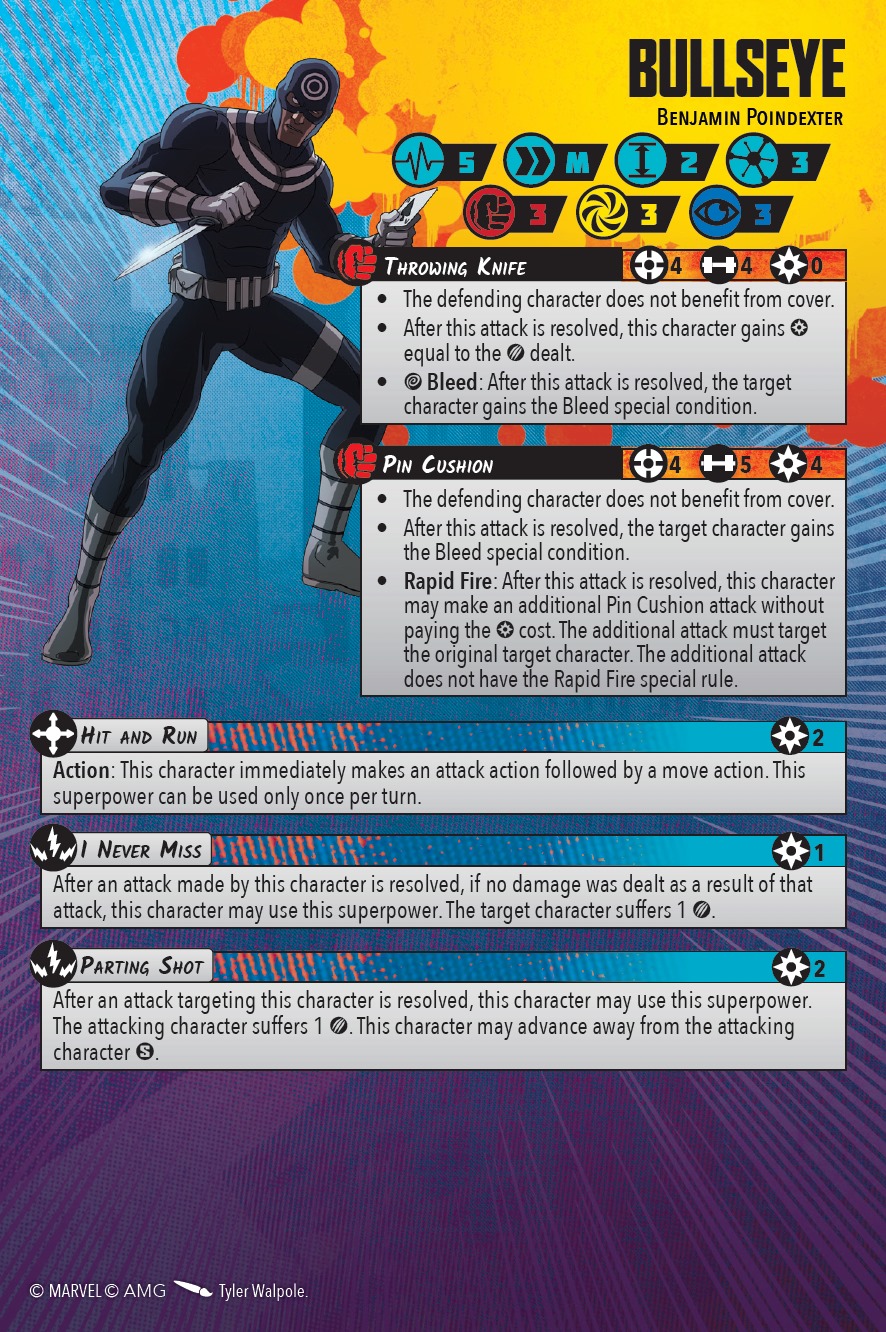 BULLSEYE
Benjamin Poindexter
5 M 2 3
3 3 3
Throwing Knife 4 4 0
• The defending character does not benefit from cover.
• After this attack is resolved, this character gains
equal to the dealt.
• Bleed: After this attack is resolved, the target
character gains the Bleed special condition.
Pin Cushion 4 5 4
• The defending character does not benefit from cover.
• After this attack is resolved, the target character gains
the Bleed special condition.
• Rapid Fire: After this attack is resolved, this character
may make an additional Pin Cushion attack without
paying the cost. The additional attack must target
the original target character. The additional attack
does not have the Rapid Fire special rule.
Hit and Run 2
Action: This character immediately makes an attack action followed by a move action. This
superpower can be used only once per turn.
I Never Miss 1
After an attack made by this character is resolved, if no damage was dealt as a result of that
attack, this character may use this superpower. The target character suffers 1 .
Parting Shot 2
After an attack targeting this character is resolved, this character may use this superpower.
The attacking character suffers 1 . This character may advance away from the attacking
character S.
© MARVEL © AMG Tyler Walpole.